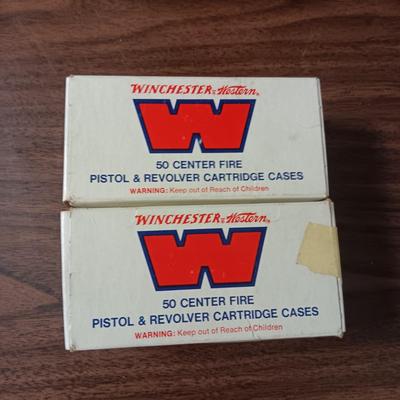 WINCHESTER Western
W
50 CENTER FIRE
PISTOL & REVOLVER CARTRIDGE CASES
WARNING: Keep out of Reach of Children
WINCHESTER Western
W
50 CENTER FIRE
PISTOL & REVOLVER CARTRIDGE CASES
WARNING: Keep out of Reach of Children